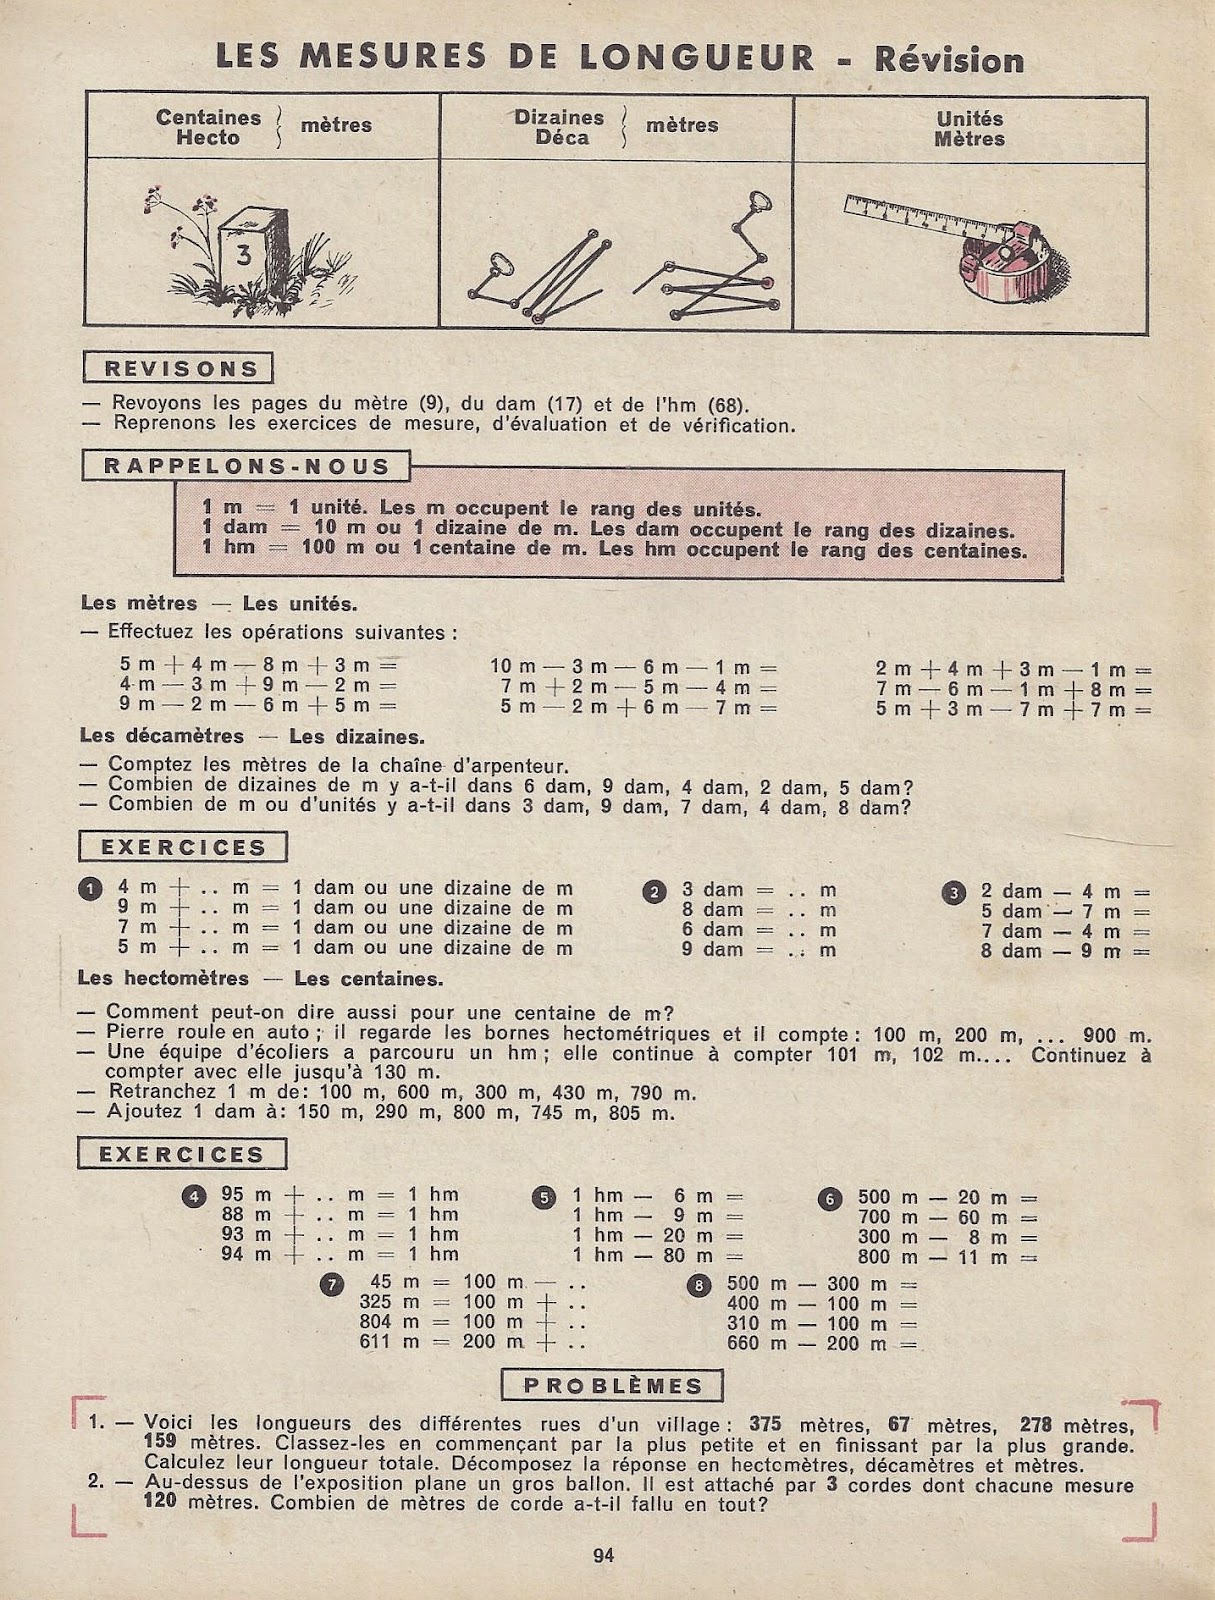 LES MESURES DE LONGUEUR - Révision
Centaines
Hecto } mètres
Dizaines
Déca } mètres
Unités
Mètres
3
REVISONS
— Revoyons les pages du mètre (9), du dam (17) et de l'hm (68).
— Reprenons les exercices de mesure, d'évaluation et de vérification.
RAPPELONS-NOUS
1 m = 1 unité. Les m occupent le rang des unités.
1 dam = 10 m ou 1 dizaine de m. Les dam occupent le rang des dizaines.
1 hm = 100 m ou 1 centaine de m. Les hm occupent le rang des centaines.
Les mètres — Les unités.
— Effectuez les opérations suivantes :
5 m + 4 m — 8 m + 3 m =
4 m — 3 m + 9 m — 2 m =
9 m — 2 m — 6 m + 5 m =
10 m — 3 m — 6 m — 1 m =
7 m + 2 m — 5 m — 4 m =
5 m — 2 m + 6 m — 7 m =
2 m + 4 m + 3 m — 1 m =
7 m — 6 m — 1 m + 8 m =
5 m + 3 m — 7 m + 7 m =
Les décamètres — Les dizaines.
— Comptez les mètres de la chaîne d'arpenteur.
— Combien de dizaines de m y a-t-il dans 6 dam, 9 dam, 4 dam, 2 dam, 5 dam?
— Combien de m ou d'unités y a-t-il dans 3 dam, 9 dam, 7 dam, 4 dam, 8 dam?
EXERCICES
1 4 m + .. m = 1 dam ou une dizaine de m
9 m + .. m = 1 dam ou une dizaine de m
7 m + .. m = 1 dam ou une dizaine de m
5 m + .. m = 1 dam ou une dizaine de m
2 3 dam = .. m
8 dam = .. m
6 dam = .. m
9 dam = .. m
3 2 dam — 4 m =
5 dam — 7 m =
7 dam — 4 m =
8 dam — 9 m =
Les hectomètres — Les centaines.
— Comment peut-on dire aussi pour une centaine de m?
— Pierre roule en auto ; il regarde les bornes hectométriques et il compte : 100 m, 200 m, ... 900 m.
— Une équipe d'écoliers a parcouru un hm ; elle continue à compter 101 m, 102 m.... Continuez à
compter avec elle jusqu'à 130 m.
— Retranchez 1 m de: 100 m, 600 m, 300 m, 430 m, 790 m.
— Ajoutez 1 dam à: 150 m, 290 m, 800 m, 745 m, 805 m.
EXERCICES
4 95 m + .. m = 1 hm
88 m + .. m = 1 hm
93 m + .. m = 1 hm
94 m + .. m = 1 hm
5 1 hm — 6 m =
1 hm — 9 m =
1 hm — 20 m =
1 hm — 80 m =
6 500 m — 20 m =
700 m — 60 m =
300 m — 8 m =
800 m — 11 m =
7 45 m = 100 m — ..
325 m = 100 m + ..
804 m = 100 m + ..
611 m = 200 m + ..
8 500 m — 300 m =
400 m — 100 m =
310 m — 100 m =
660 m — 200 m =
PROBLÈMES
1. — Voici les longueurs des différentes rues d'un village : 375 mètres, 67 mètres, 278 mètres,
159 mètres. Classez-les en commençant par la plus petite et en finissant par la plus grande.
Calculez leur longueur totale. Décomposez la réponse en hectomètres, décamètres et mètres.
2. — Au-dessus de l'exposition plane un gros ballon. Il est attaché par 3 cordes dont chacune mesure
120 mètres. Combien de mètres de corde a-t-il fallu en tout?
94